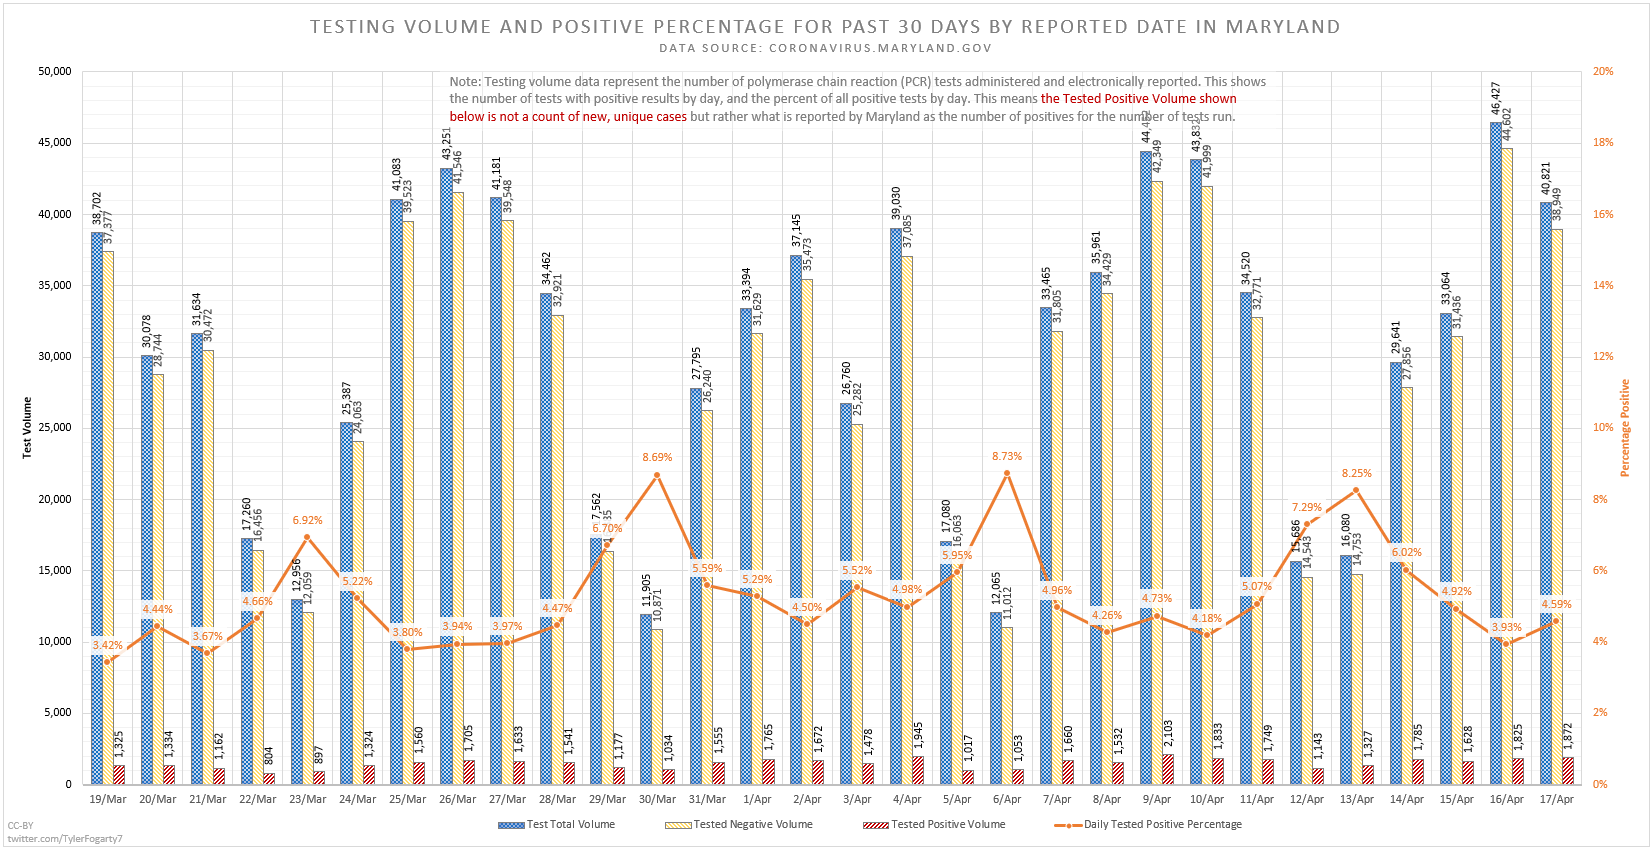 TESTING VOLUME AND POSITIVE PERCENTAGE FOR PAST 30 DAYS BY REPORTED DATE IN MARYLAND
DATA SOURCE: CORONAVIRUS.MARYLAND.GOV
Note: Testing volume data represent the number of polymerase chain reaction (PCR) tests administered and electronically reported. This shows
the number of tests with positive results by day, and the percent of all positive tests by day. This means the Tested Positive Volume shown
below is not a count of new, unique cases but rather what is reported by Maryland as the number of positives for the number of tests run.
Test Volume
50,000
45,000
40,000
35,000
30,000
25,000
20,000
15,000
10,000
5,000
0
Percentage Positive
20%
18%
16%
14%
12%
10%
8%
6%
4%
2%
0%
38,702 37,377 3.42% 1,325 19/Mar
30,078 28,744 4.44% 1,334 20/Mar
31,634 30,472 3.67% 1,162 21/Mar
17,260 16,456 4.66% 804 22/Mar
12,956 12,059 6.92% 897 23/Mar
25,387 24,063 5.22% 1,324 24/Mar
41,083 39,523 3.80% 1,560 25/Mar
43,251 41,546 3.94% 1,705 26/Mar
41,181 39,548 3.97% 1,633 27/Mar
34,462 32,921 4.47% 1,541 28/Mar
6.70% 1,177 29/Mar
11,905 10,871 8.69% 1,034 30/Mar
27,795 26,240 5.59% 1,555 31/Mar
33,394 31,629 5.29% 1,765 1/Apr
37,145 35,473 4.50% 1,672 2/Apr
26,760 25,282 5.52% 1,478 3/Apr
39,030 37,085 4.98% 1,945 4/Apr
17,080 16,063 5.95% 1,017 5/Apr
12,065 11,012 8.73% 1,053 6/Apr
33,465 31,805 4.96% 1,660 7/Apr
35,961 34,429 4.26% 1,532 8/Apr
42,349 4.73% 2,103 9/Apr
43,832 41,999 4.18% 1,833 10/Apr
34,520 32,771 5.07% 1,749 11/Apr
15,686 14,543 7.29% 1,143 12/Apr
16,080 14,753 8.25% 1,327 13/Apr
29,641 27,856 6.02% 1,785 14/Apr
33,064 31,436 4.92% 1,628 15/Apr
46,427 44,602 3.93% 1,825 16/Apr
40,821 38,949 4.59% 1,872 17/Apr
Test Total Volume
Tested Negative Volume
Tested Positive Volume
Daily Tested Positive Percentage
CC-BY
twitter.com/TylerFogarty7